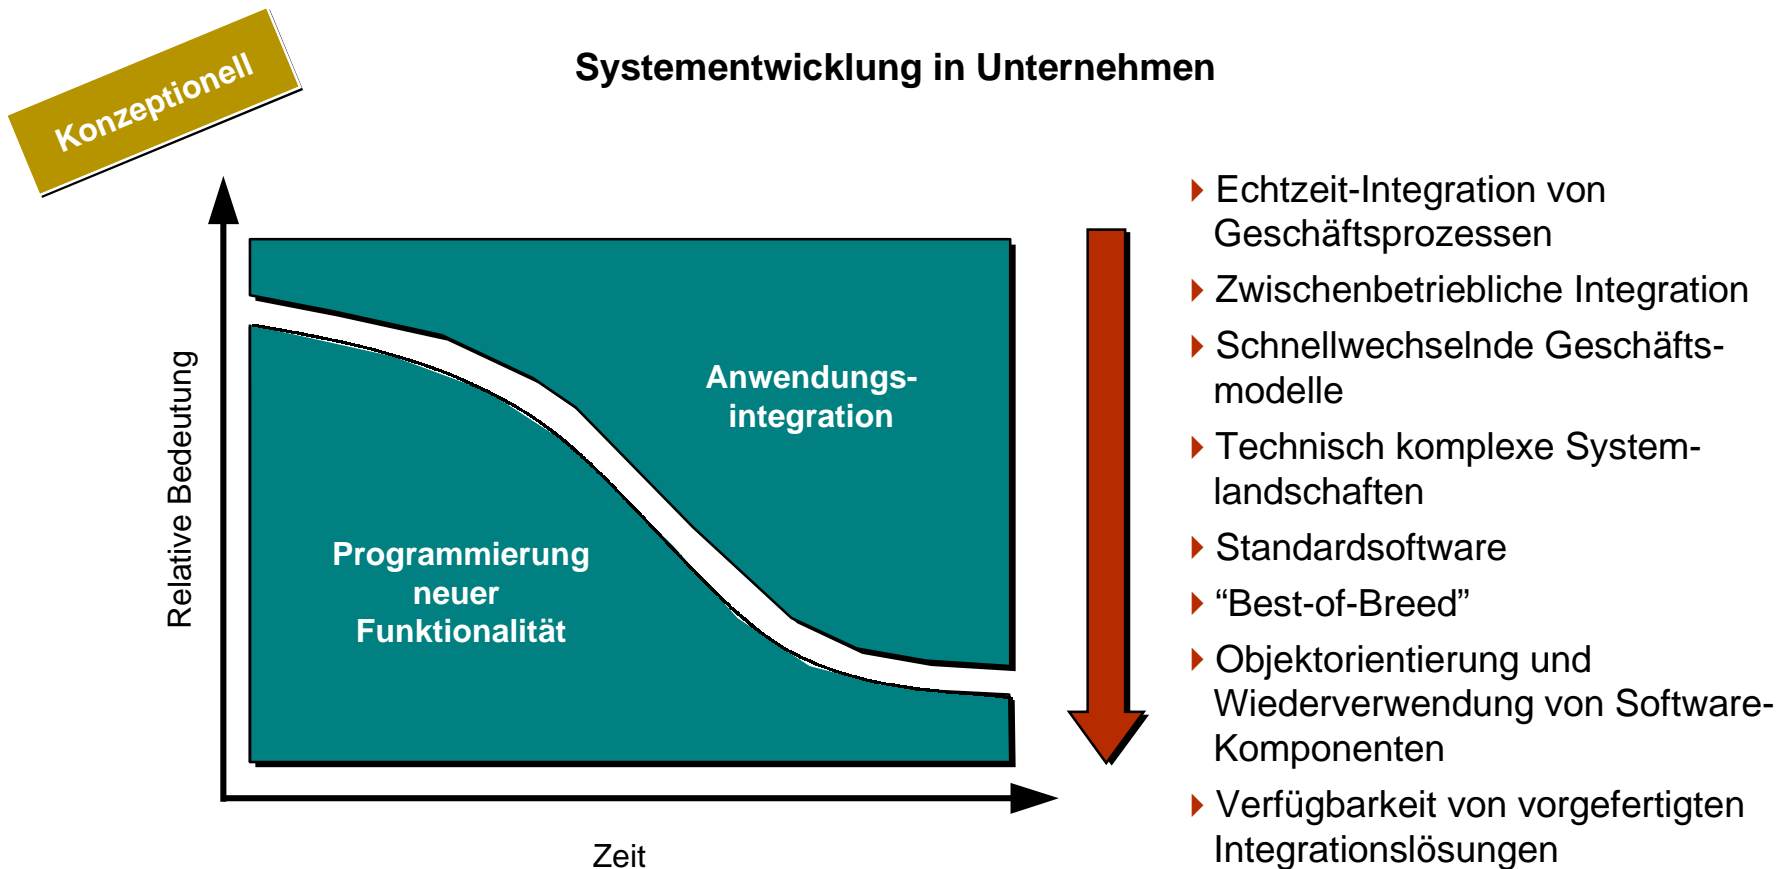 Konzeptionell
Systementwicklung in Unternehmen
Relative Bedeutung
Anwendungs-
integration
Programmierung
neuer
Funktionalität
Zeit
Echtzeit-Integration von
Geschäftsprozessen
Zwischenbetriebliche Integration
Schnellwechselnde Geschäfts-
modelle
Technisch komplexe System-
landschaften
Standardsoftware
“Best-of-Breed”
Objektorientierung und
Wiederverwendung von Software-
Komponenten
Verfügbarkeit von vorgefertigten
Integrationslösungen